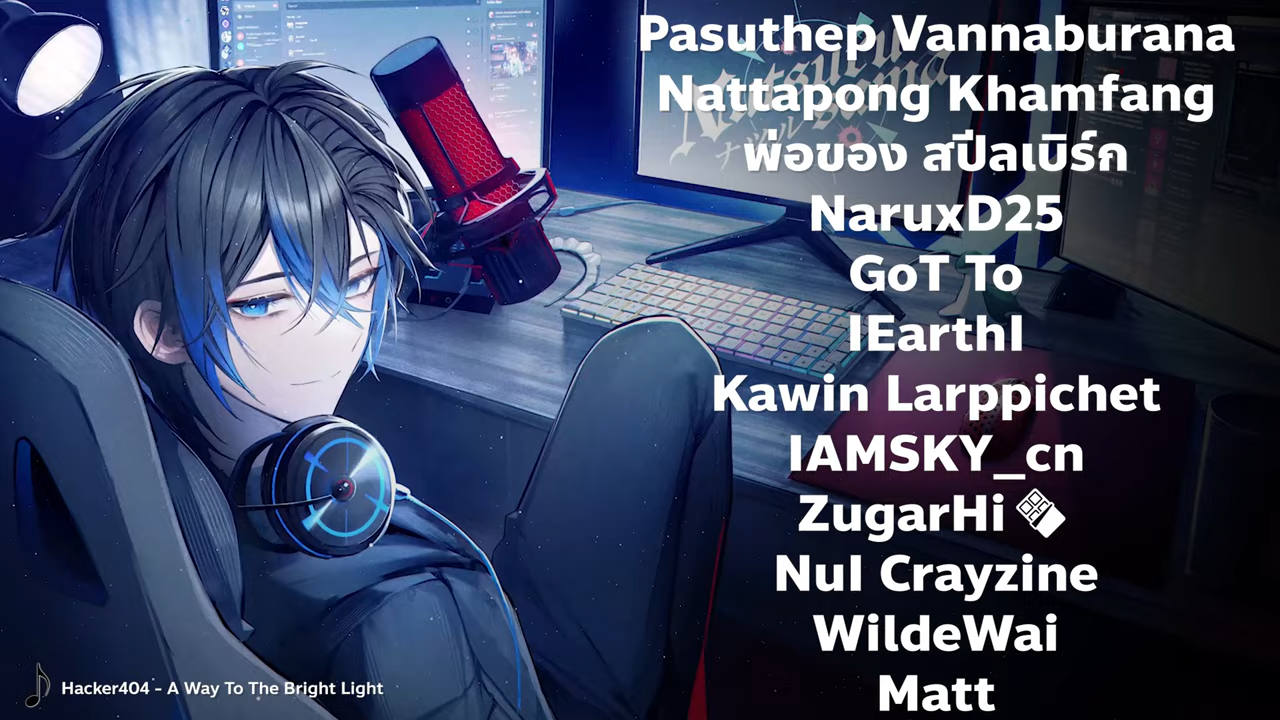 Pasuthep Vannaburana
Nattapong Khamfang
พ่อของ สปีลเบิร์ก
NaruxD25
GoT To
IEarthI
Kawin Larppichet
IAMSKY_cn
ZugarHi🍫
Nul Crayzine
WildeWai
Matt
Hacker404 - A Way To The Bright Light